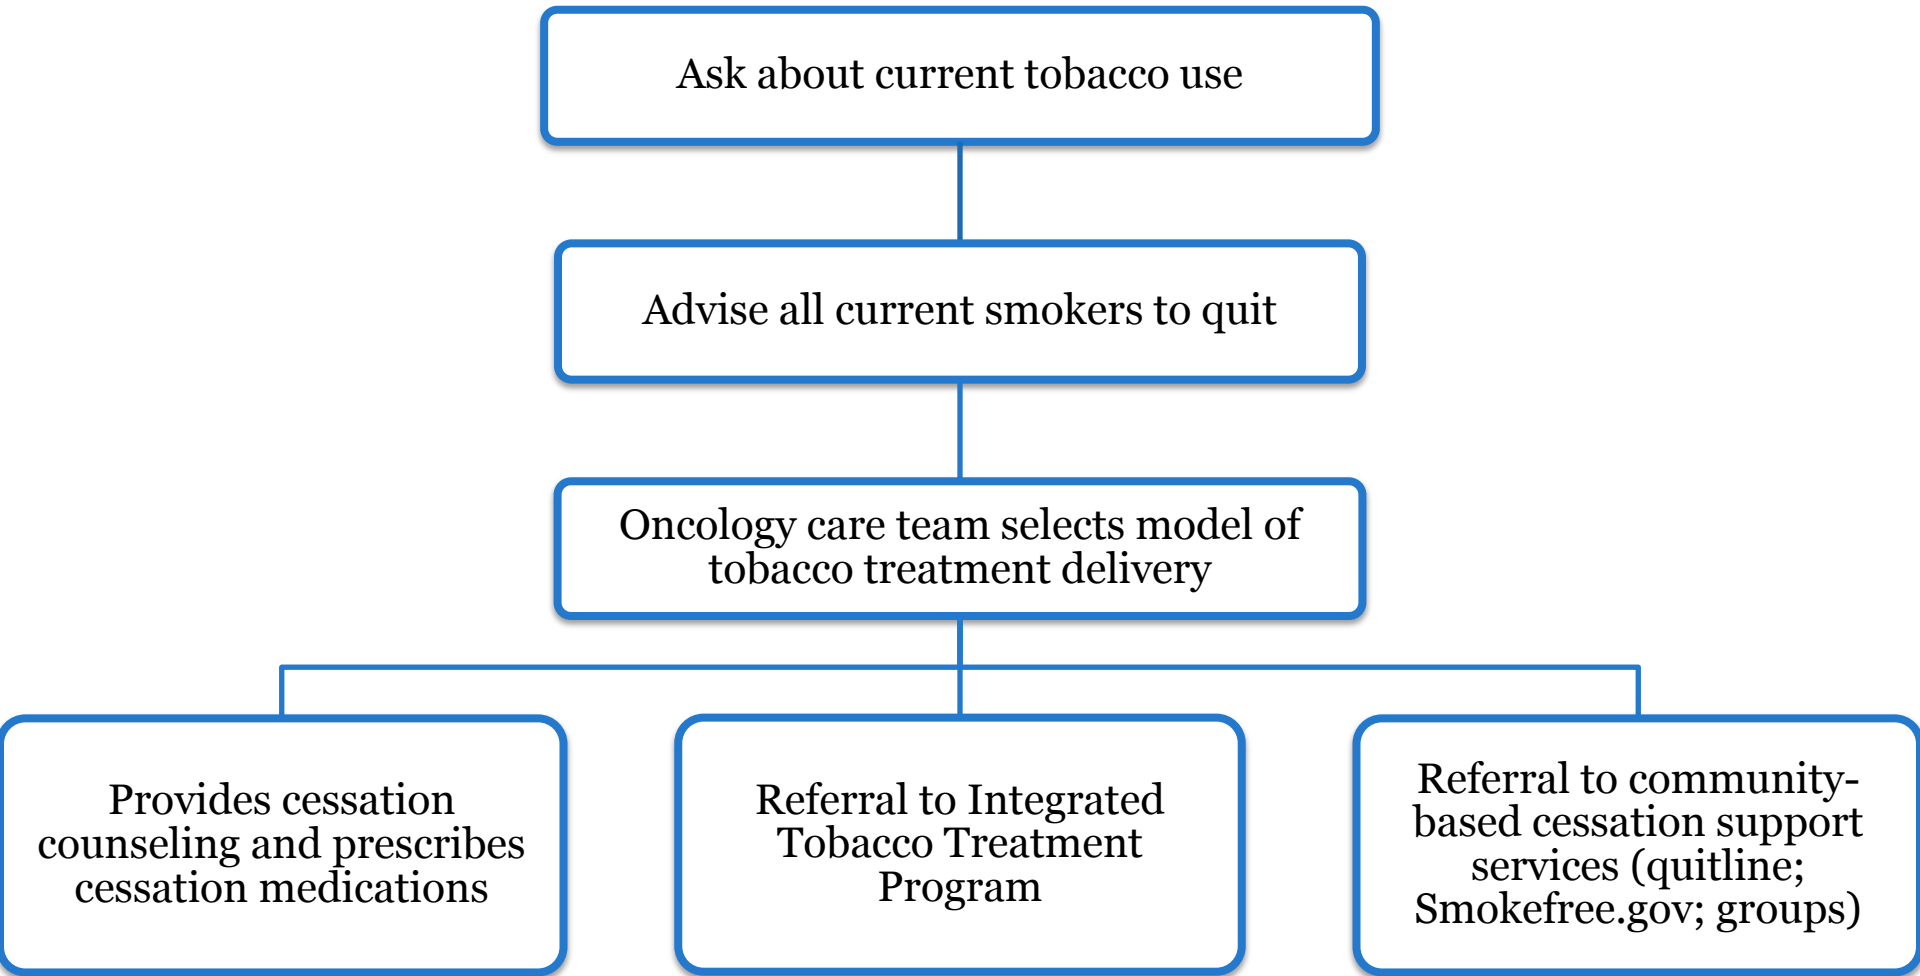 Ask about current tobacco use
Advise all current smokers to quit
Oncology care team selects model of
tobacco treatment delivery
Provides cessation
counseling and prescribes
cessation medications
Referral to Integrated
Tobacco Treatment
Program
Referral to community-
based cessation support
services (quitline;
Smokefree.gov; groups)